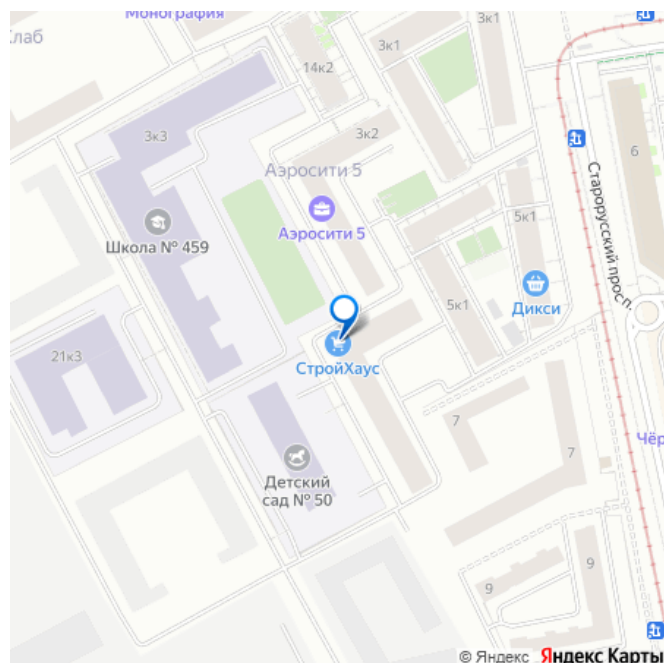 Монография
Клаб
3к1
3к1
14к2
3к3
3к2
6
Аэросити 5
Аэросити 5
Школа № 459
5к1
Старорусский просп.
Дикси
5к1
21к3
СтройХаус
7
7
Чёр
Детский
сад № 50
9
9
© Яндекс Яндекс Карты